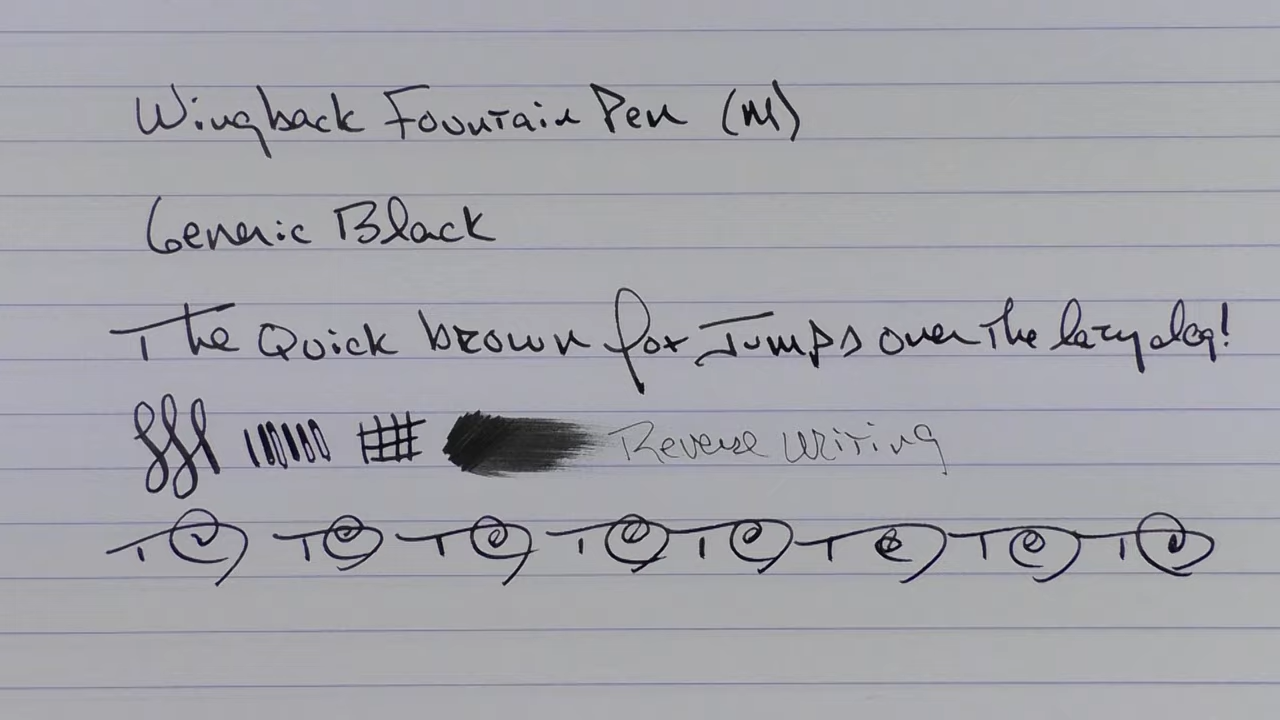 Wingback Fountain Pen (M)
Generic Black
The Quick brown fox Jumps over The lazy dog!
Reverse Writing